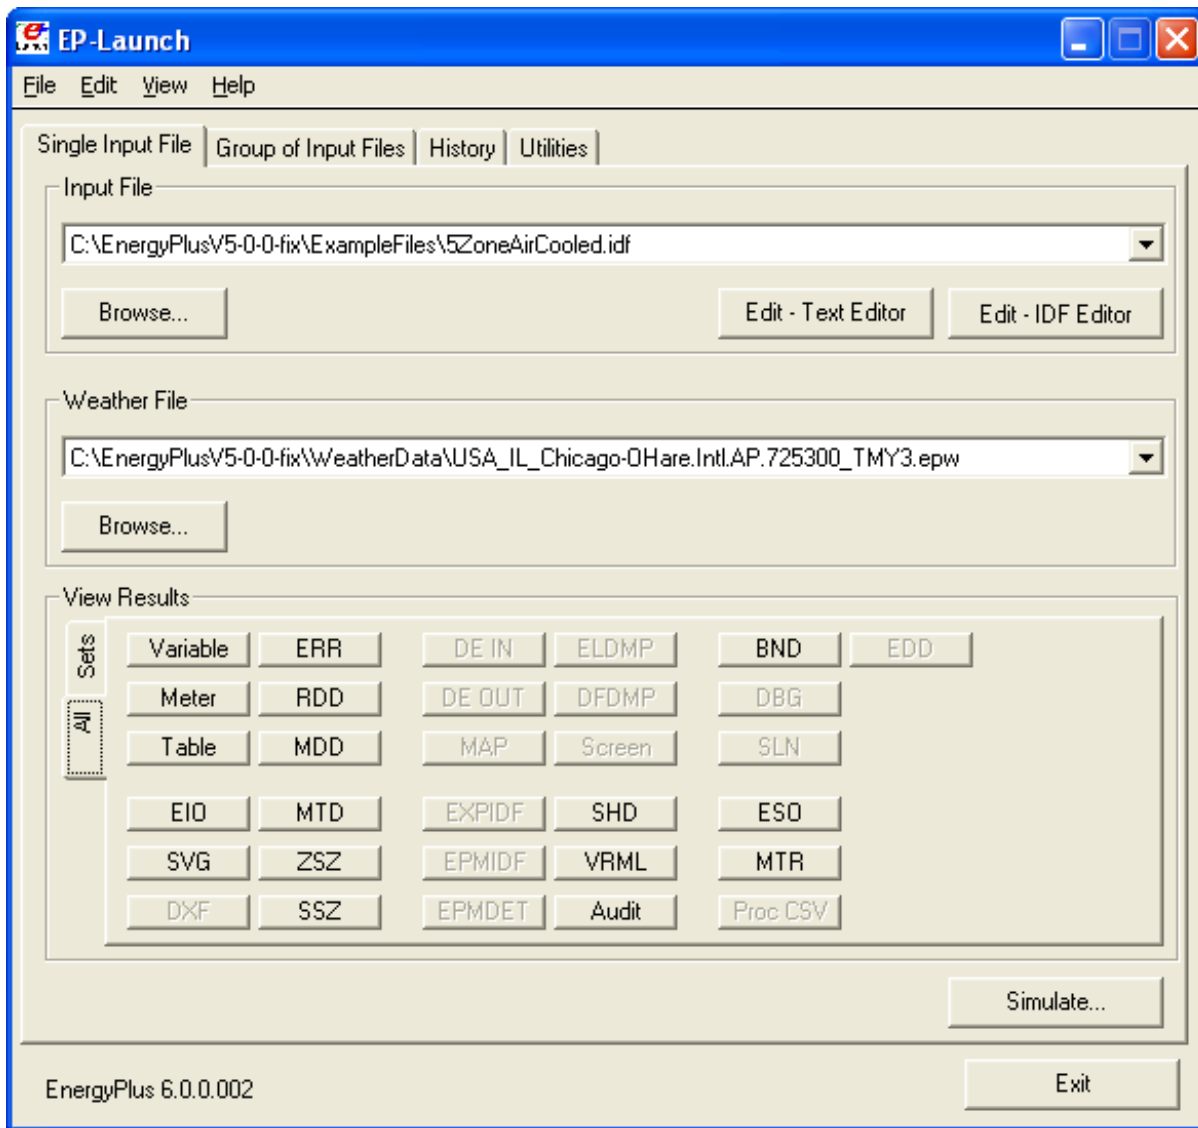 EP-Launch
File Edit View Help
Single Input File Group of Input Files History Utilities
Input File
C:\EnergyPlusV5-0-0-fix\ExampleFiles\5ZoneAirCooled.idf
Browse... Edit - Text Editor Edit - IDF Editor
Weather File
C:\EnergyPlusV5-0-0-fix\WeatherData\USA_IL_Chicago-OHare.Intl.AP.725300_TMY3.epw
Browse...
View Results
Sets
All
Variable ERR DE IN ELDMP BND EDD
Meter RDD DE OUT DFDMP DBG
Table MDD MAP Screen SLN
EIO MTD EXPIDF SHD ESO
SVG ZSZ EPMIDF VRML MTR
DXF SSZ EPMDET Audit Proc CSV
Simulate...
EnergyPlus 6.0.0.002 Exit